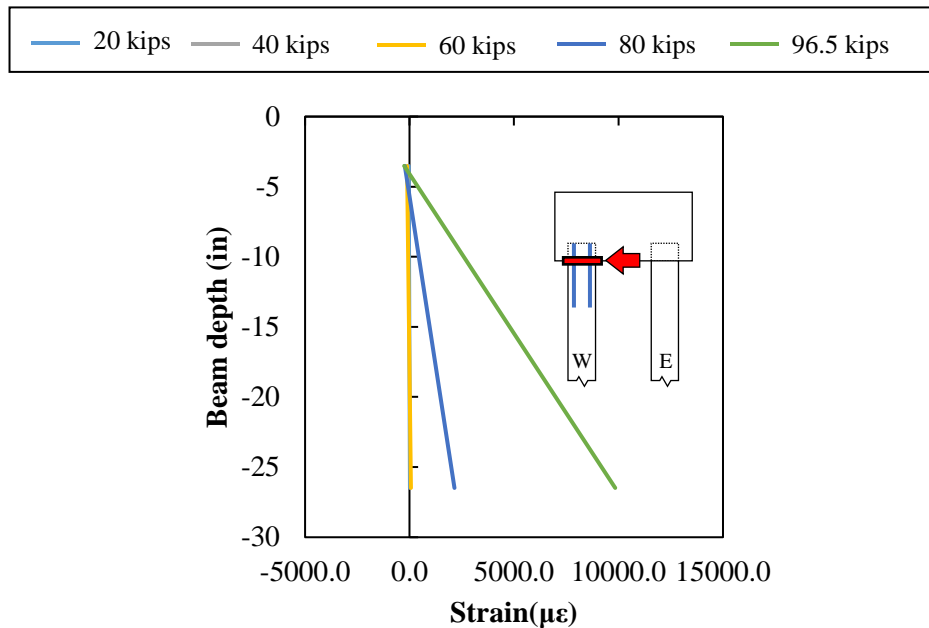 20 kips 40 kips 60 kips 80 kips 96.5 kips
0
-5
-10
-15
-20
-25
-30
Beam depth (in)
W E
-5000.0 0.0 5000.0 10000.0 15000.0
Strain(με)